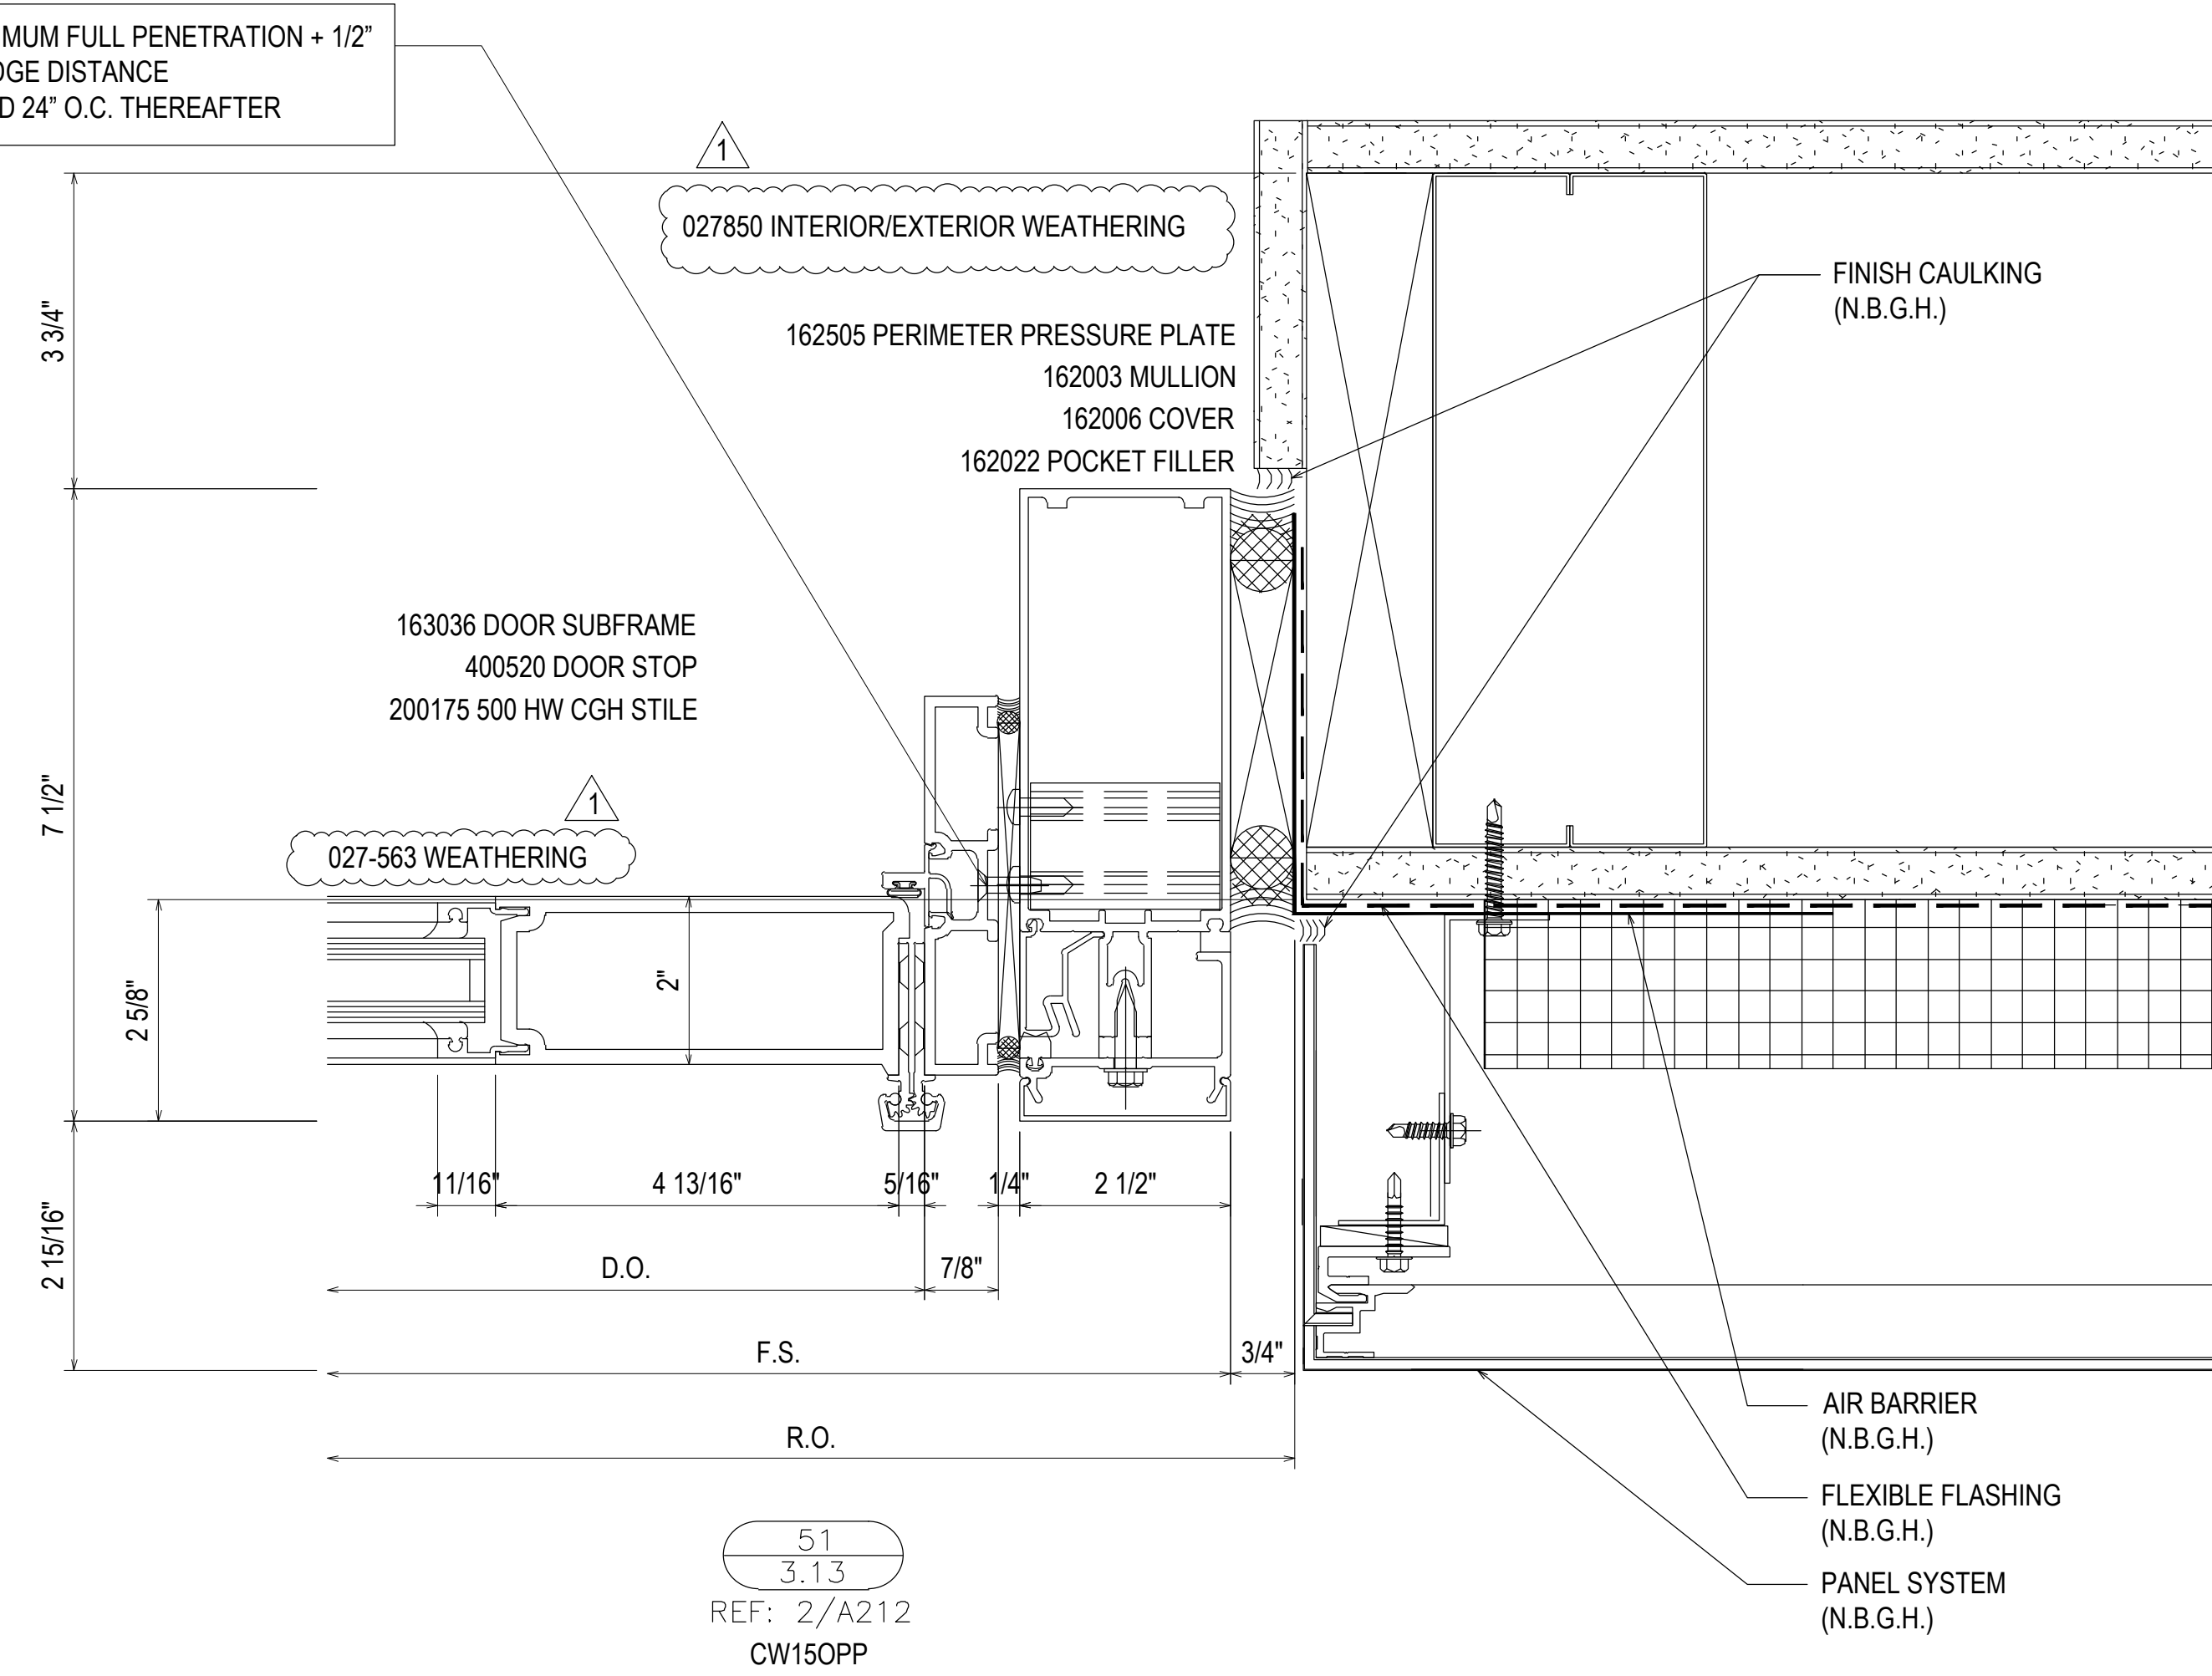 MUM FULL PENETRATION + 1/2”
EDGE DISTANCE
24” O.C. THEREAFTER
1
027850 INTERIOR/EXTERIOR WEATHERING
FINISH CAULKING
(N.B.G.H.)
3 3/4"
162505 PERIMETER PRESSURE PLATE
162003 MULLION
162006 COVER
162022 POCKET FILLER
163036 DOOR SUBFRAME
400520 DOOR STOP
200175 500 HW CGH STILE
7 1/2"
1
027-563 WEATHERING
2 5/8"
2"
11/16"
4 13/16"
5/16"
1/4"
2 1/2"
2 15/16"
D.O.
7/8"
F.S.
3/4"
R.O.
AIR BARRIER
(N.B.G.H.)
FLEXIBLE FLASHING
(N.B.G.H.)
PANEL SYSTEM
(N.B.G.H.)
51
3.13
REF: 2/A212
CW15OPP